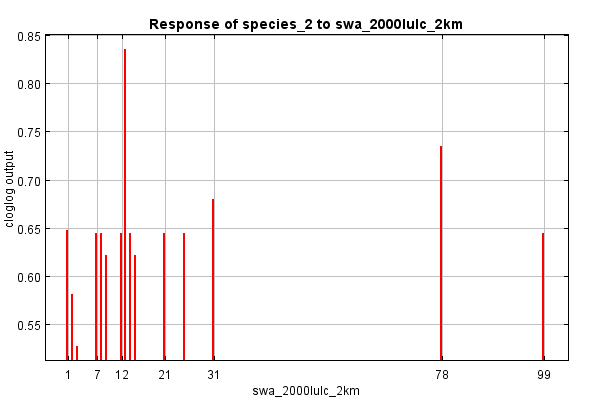 Response of species_2 to swa_2000lulc_2km
0.85
0.80
0.75
0.70
0.65
0.60
0.55
cloglog output
1 7 12 21 31 78 99
swa_2000lulc_2km